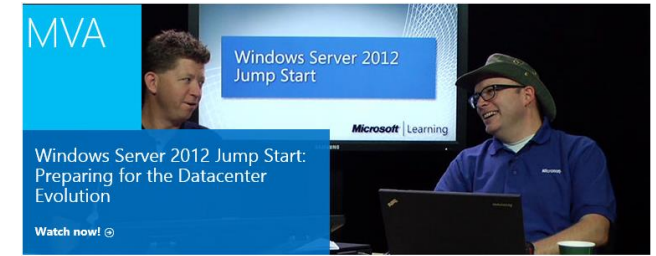 MVA
Windows Server 2012
Jump Start
Microsoft | Learning
Microsoft
Windows Server 2012 Jump Start:
Preparing for the Datacenter
Evolution
Watch now!